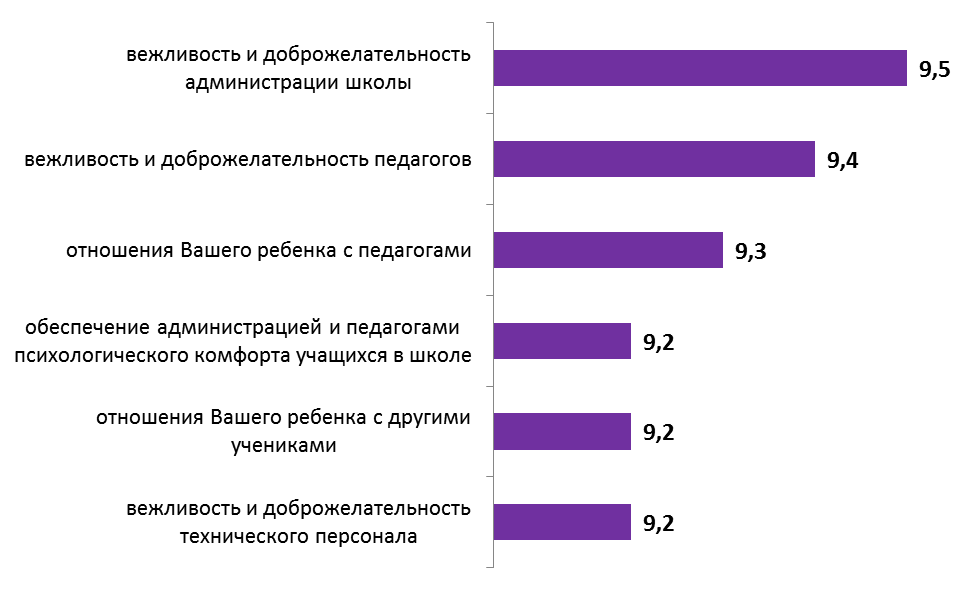 вежливость и доброжелательность
администрации школы
9,5
вежливость и доброжелательность педагогов
9,4
отношения Вашего ребенка с педагогами
9,3
обеспечение администрацией и педагогами
психологического комфорта учащихся в школе
9,2
отношения Вашего ребенка с другими
учениками
9,2
вежливость и доброжелательность
технического персонала
9,2